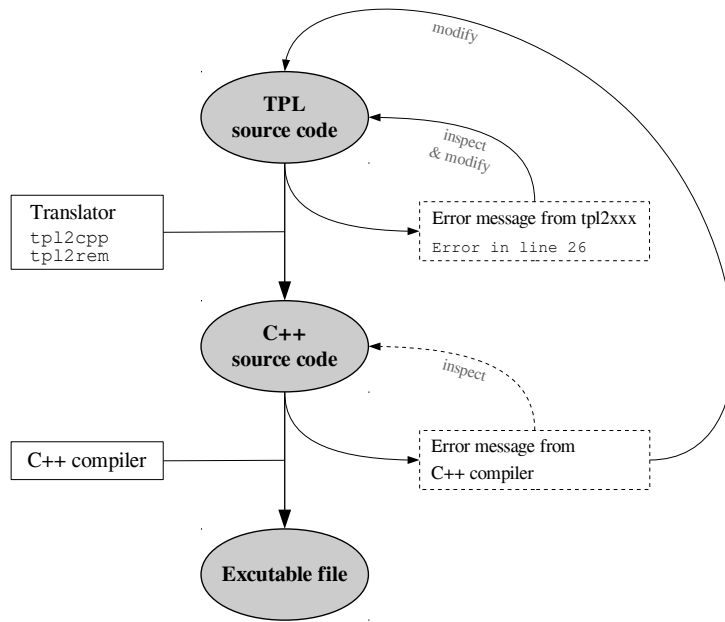 modify
TPL
source code
inspect
& modify
Translator
tpl2cpp
tpl2rem
Error message from tpl2xxx
Error in line 26
C++
source code
inspect
C++ compiler
Error message from
C++ compiler
Excutable file